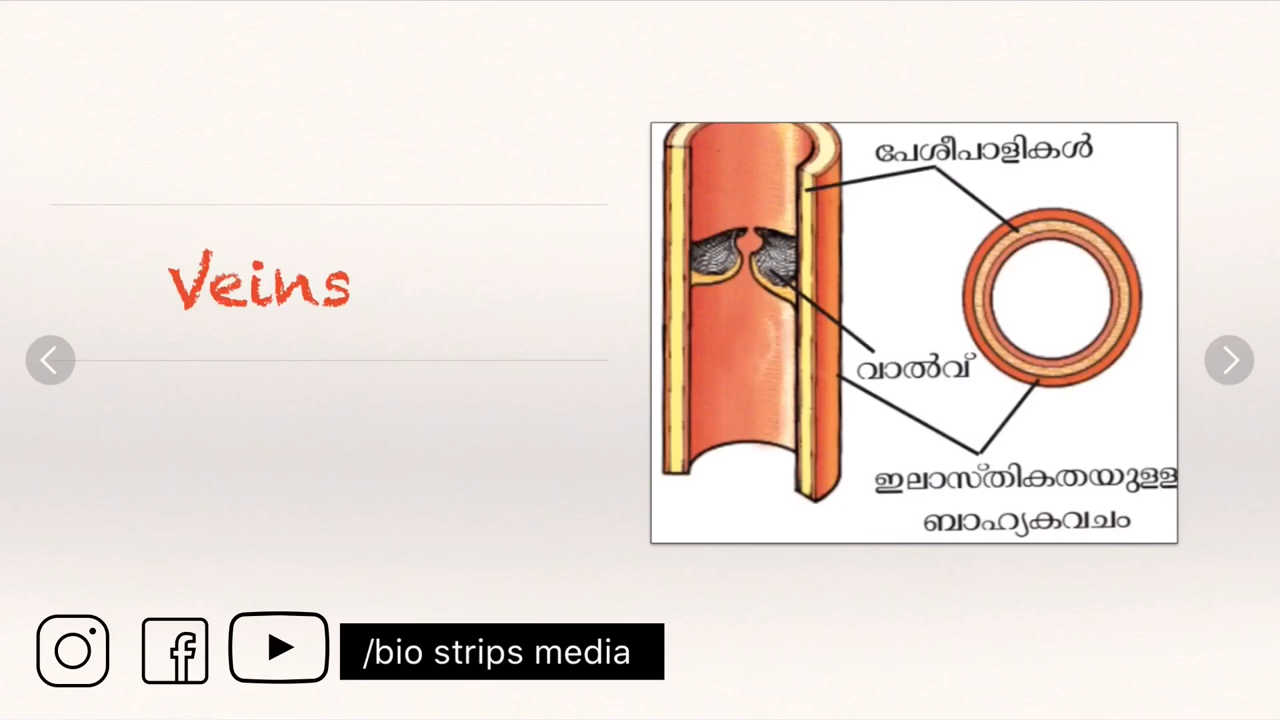 Veins
പേശീപാളികൾ
വാൽവ്
ഇലാസ്തികതയുള്ള
ബാഹ്യകവചം
/bio strips media